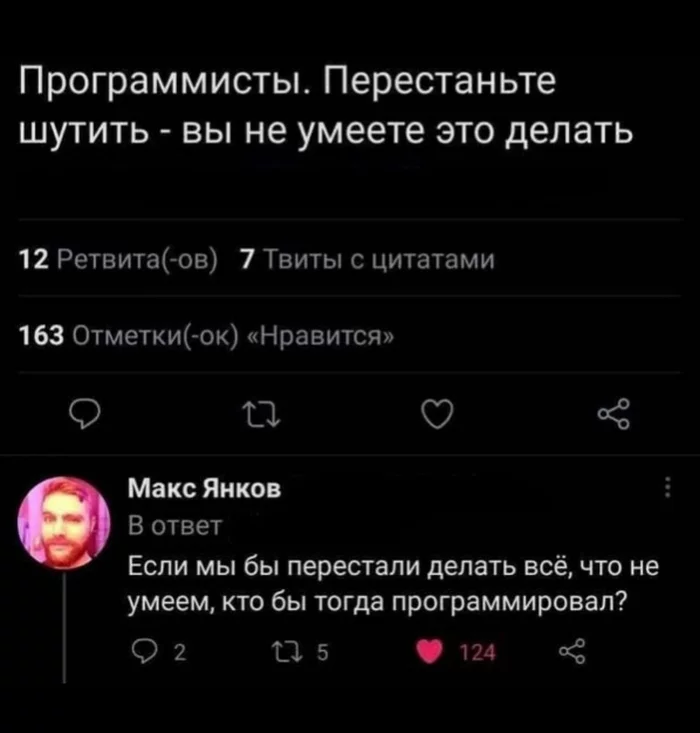 Программисты. Перестаньте
шутить - вы не умеете это делать
12 Ретвита(-ов) 7 Твиты с цитатами
163 Отметки(-ок) «Нравится»
Макс Янков
В ответ
Если мы бы перестали делать всё, что не
умеем, кто бы тогда программировал?
2 5 124